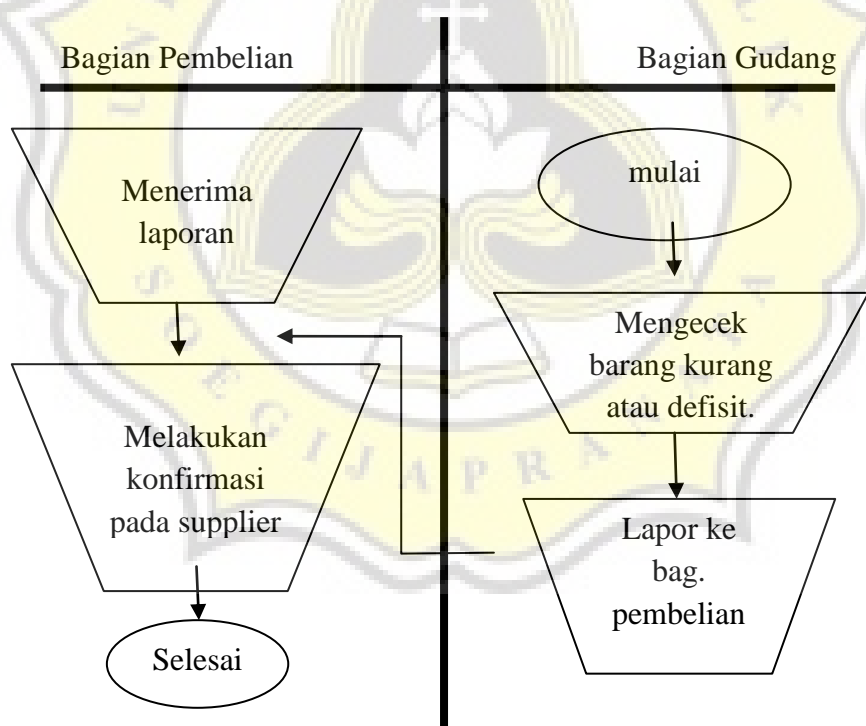 Bagian Pembelian
Bagian Gudang
Menerima
laporan
Melakukan
konfirmasi
pada supplier
Selesai
mulai
Mengecek
barang kurang
atau defisit.
Lapor ke
bag.
pembelian
SOEGIJAPRANATA